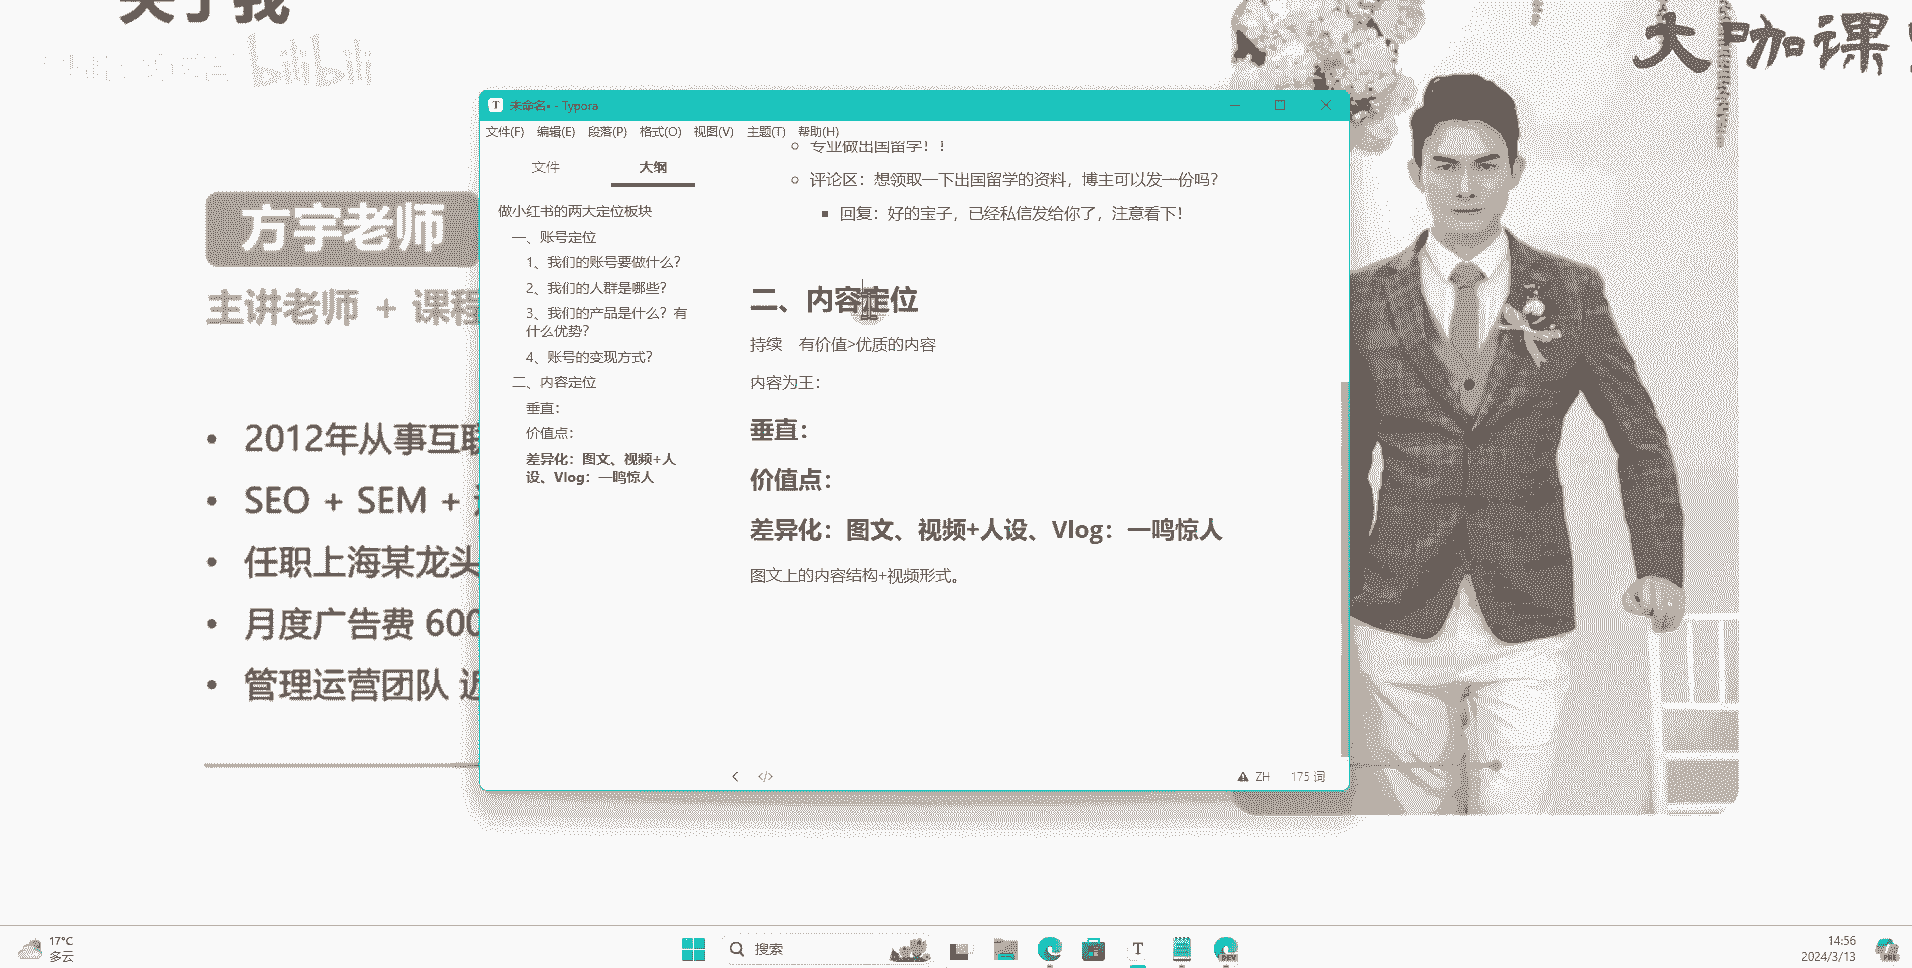 关于我
bilibili
大咖课
方宇老师
主讲老师 + 课程
2012年从事互联
SEO + SEM +
任职上海某龙头
月度广告费 600
管理运营团队 近
未命名• - Typora
文件(F) 编辑(E) 段落(P) 格式(O) 视图(V) 主题(T) 帮助(H)
文件 大纲
做小红书的两大定位板块
一、账号定位
1、我们的账号要做什么？
2、我们的人群是哪些？
3、我们的产品是什么？有
什么优势？
4、账号的变现方式？
二、内容定位
垂直：
价值点：
差异化：图文、视频+人
设、Vlog：一鸣惊人
专业做出国留学！！
评论区：想领取一下出国留学的资料，博主可以发一份吗？
回复：好的宝子，已经私信发给你了，注意看下！
二、内容定位
持续 有价值>优质的内容
内容为王：
垂直：
价值点：
差异化：图文、视频+人设、Vlog：一鸣惊人
图文上的内容结构+视频形式。
ZH 175 词
17°C
多云
搜索
DEV
14:56
2024/3/13
PRE